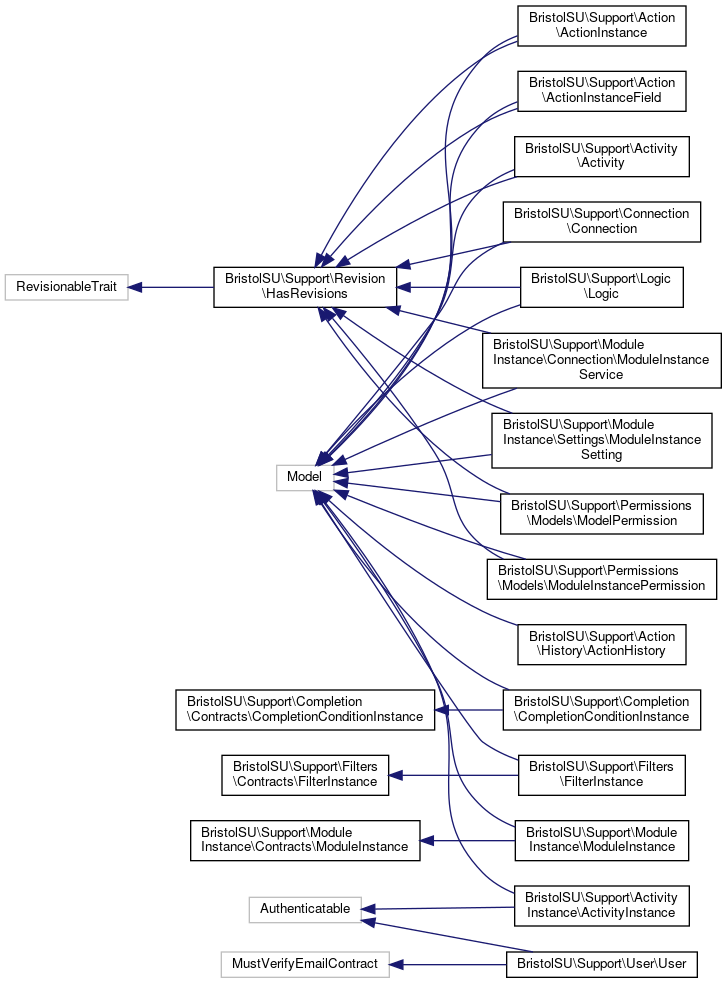 BristolSU\Support\Action
\ActionInstance
BristolSU\Support\Action
\ActionInstanceField
BristolSU\Support\Activity
\Activity
BristolSU\Support\Connection
\Connection
RevisionableTrait
BristolSU\Support\Revision
\HasRevisions
BristolSU\Support\Logic
\Logic
BristolSU\Support\Module
Instance\Connection\ModuleInstance
Service
BristolSU\Support\Module
Instance\Settings\ModuleInstance
Setting
Model
BristolSU\Support\Permissions
\Models\ModelPermission
BristolSU\Support\Permissions
\Models\ModuleInstancePermission
BristolSU\Support\Action
\History\ActionHistory
BristolSU\Support\Completion
\Contracts\CompletionConditionInstance
BristolSU\Support\Completion
\CompletionConditionInstance
BristolSU\Support\Filters
\Contracts\FilterInstance
BristolSU\Support\Filters
\FilterInstance
BristolSU\Support\Module
Instance\Contracts\ModuleInstance
BristolSU\Support\Module
Instance\ModuleInstance
Authenticatable
BristolSU\Support\Activity
Instance\ActivityInstance
MustVerifyEmailContract
BristolSU\Support\User\User